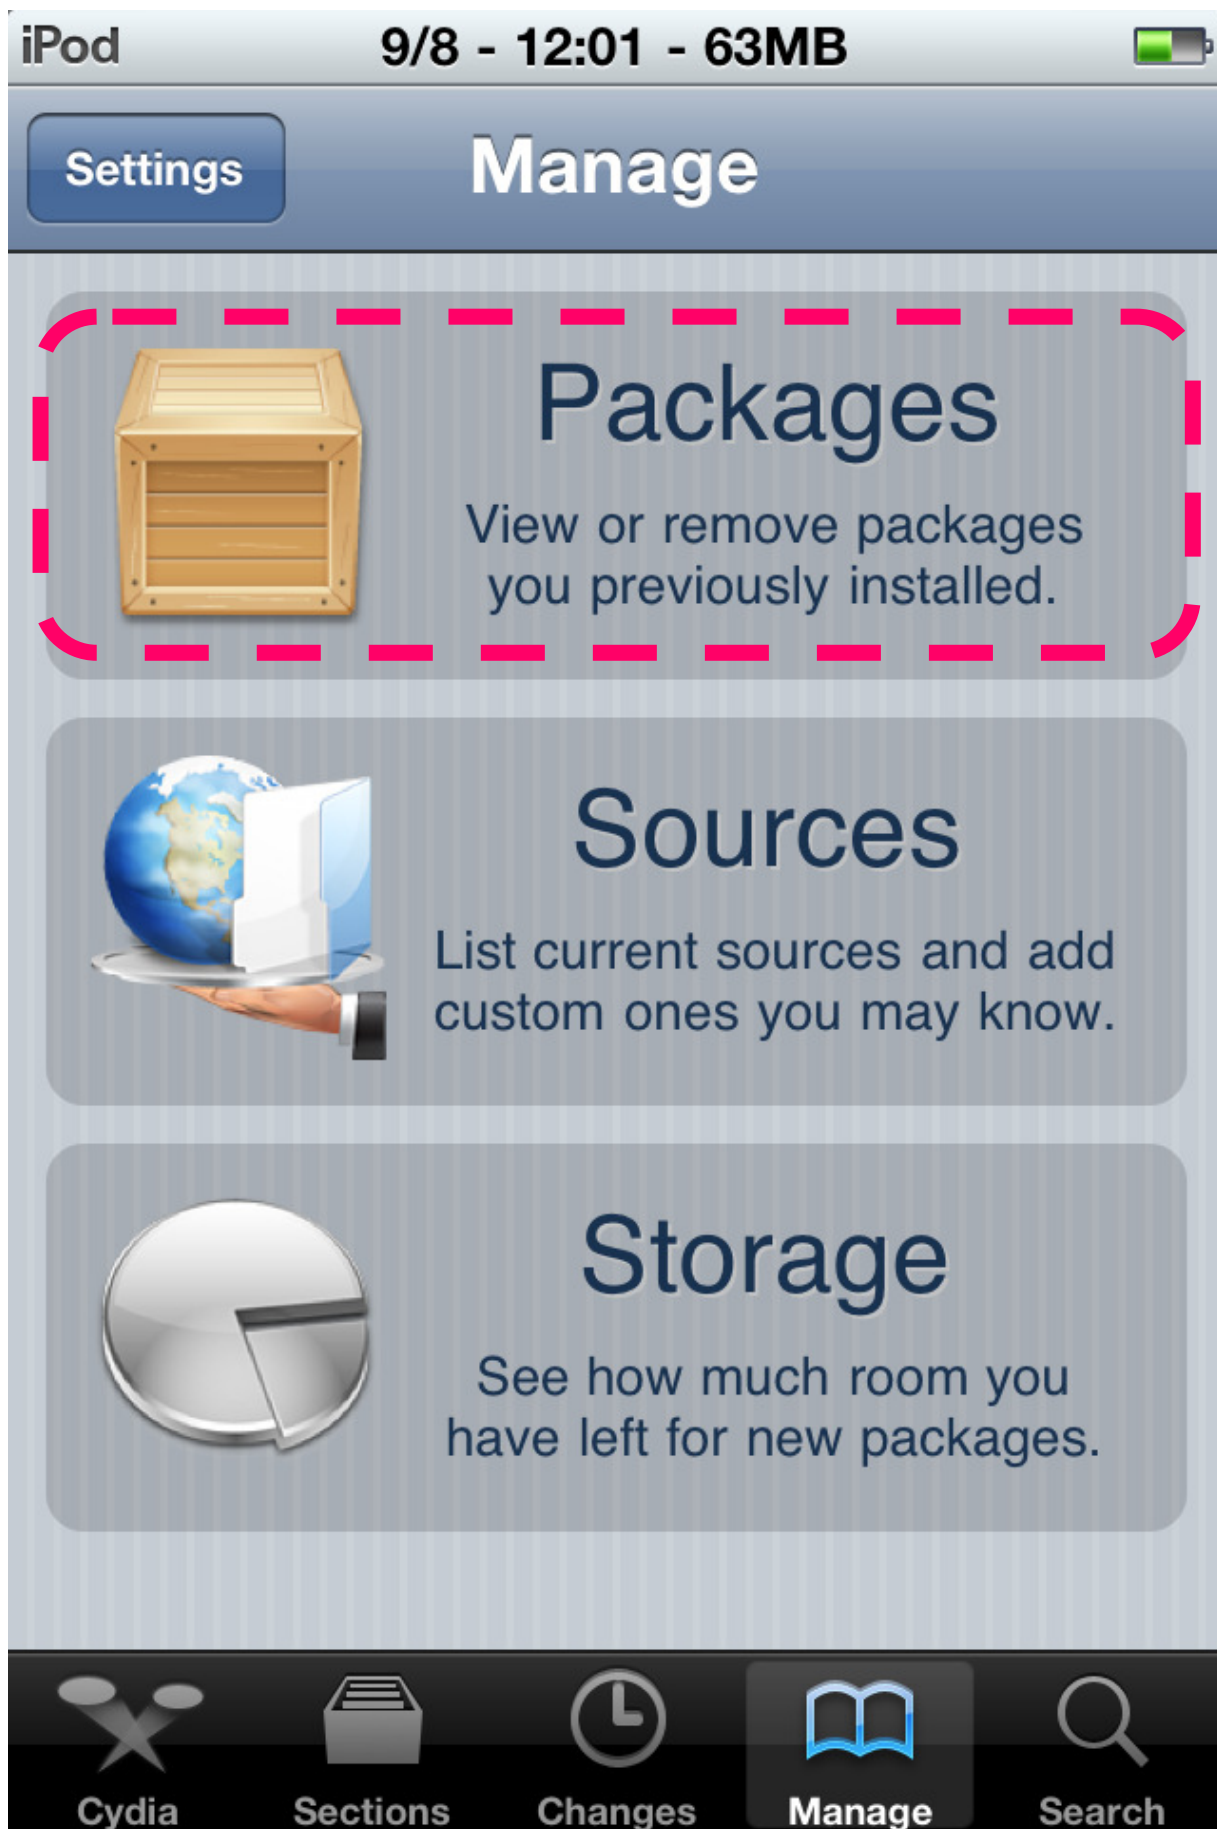 iPod 9/8 - 12:01 - 63MB
Settings Manage
Packages
View or remove packages
you previously installed.
Sources
List current sources and add
custom ones you may know.
Storage
See how much room you
have left for new packages.
Cydia Sections Changes Manage Search